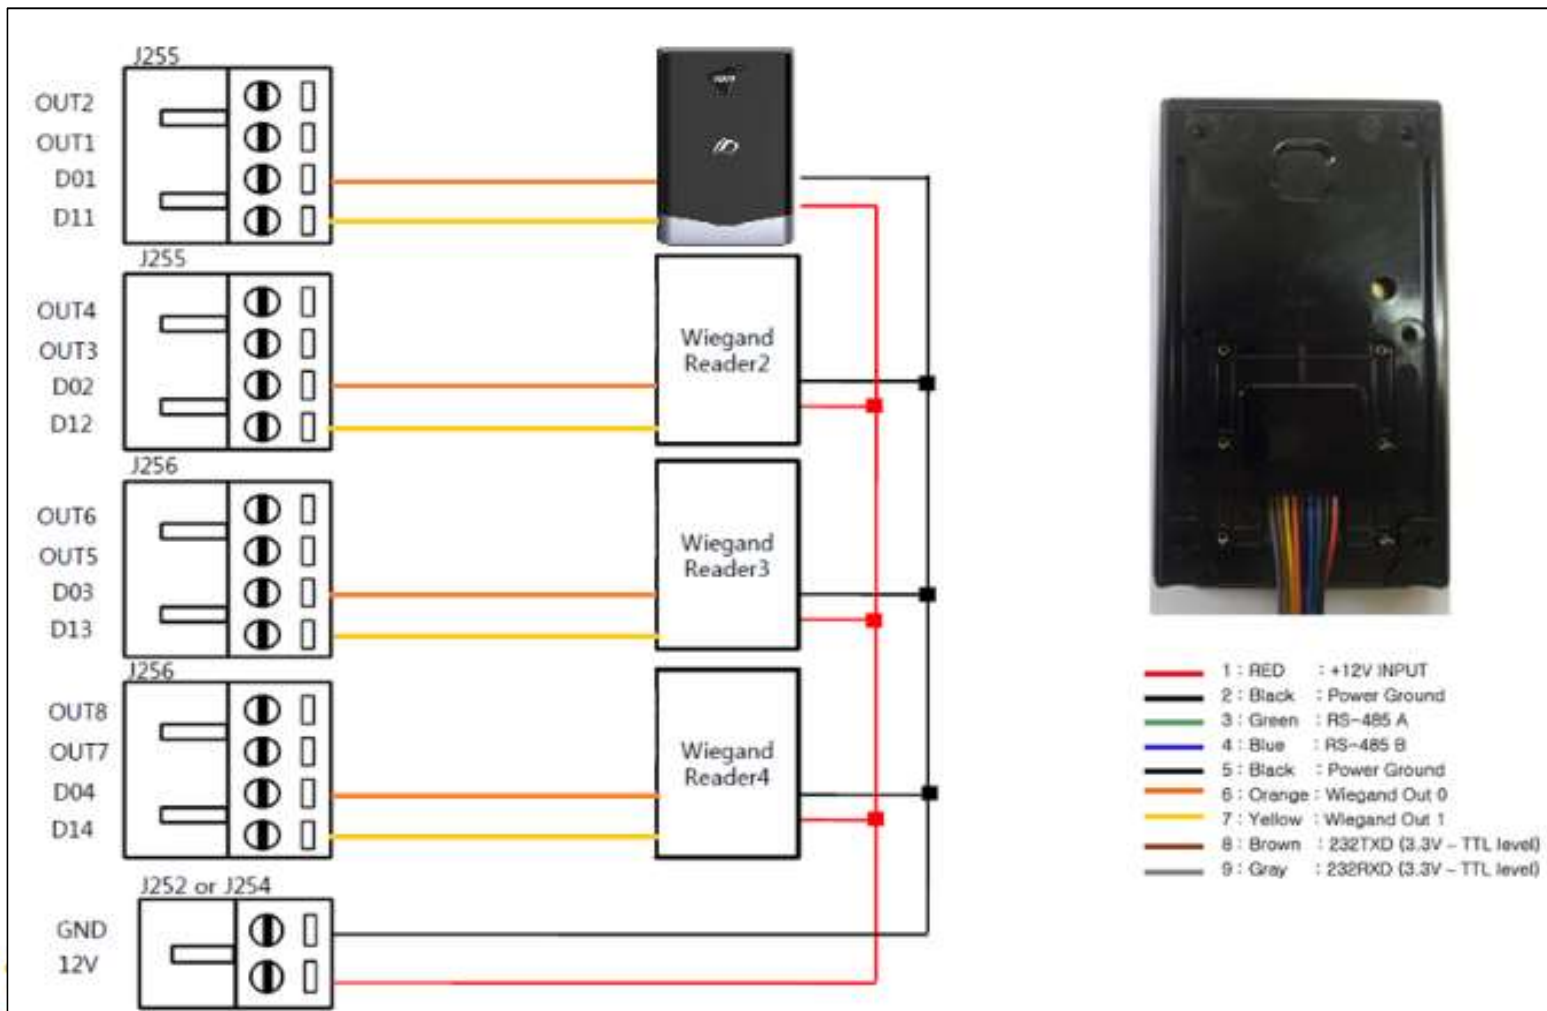 J255
OUT2
OUT1
D01
D11
J255
OUT4
OUT3
D02
D12
Wiegand
Reader2
J256
OUT6
OUT5
D03
D13
Wiegand
Reader3
J256
OUT8
OUT7
D04
D14
Wiegand
Reader4
J252 or J254
GND
12V
1 : RED : +12V INPUT
2 : Black : Power Ground
3 : Green : RS-485 A
4 : Blue : RS-485 B
5 : Black : Power Ground
6 : Orange : Wiegand Out 0
7 : Yellow : Wiegand Out 1
8 : Brown : 232TXD (3.3V ~ TTL level)
9 : Gray : 232RXD (3.3V ~ TTL level)